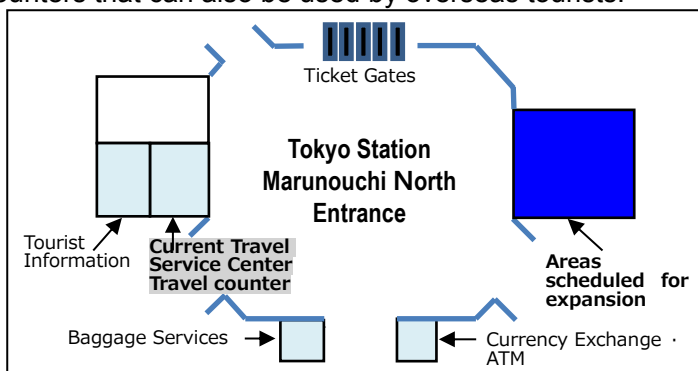 ounters that can also be used by overseas tourists.
Ticket Gates
Tokyo Station
Marunouchi North
Entrance
Tourist
Information
Current Travel
Service Center
Travel counter
Areas
scheduled for
expansion
Baggage Services
Currency Exchange ·
ATM